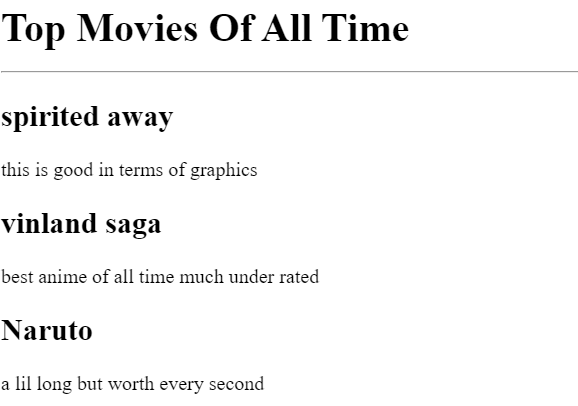 Top Movies Of All Time
spirited away
this is good in terms of graphics
vinland saga
best anime of all time much under rated
Naruto
a lil long but worth every second